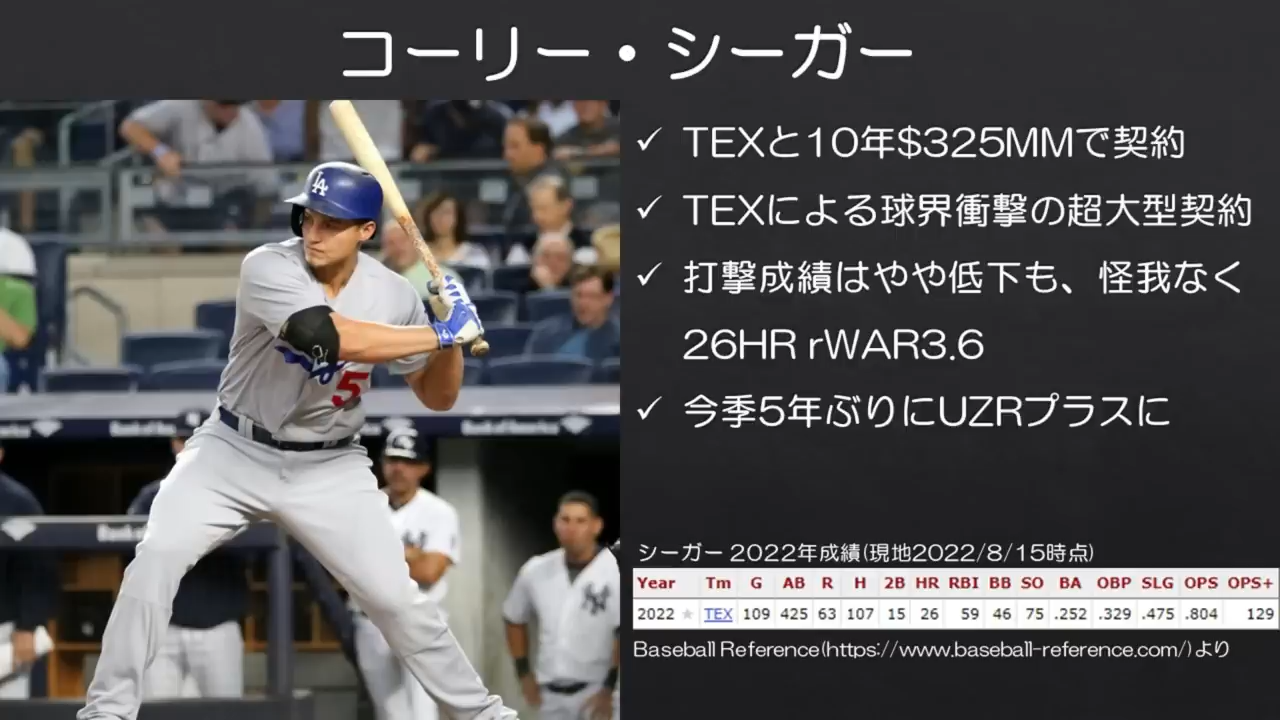 コーリー・シーガー
✓ TEXと10年$325MMで契約
✓ TEXによる球界衝撃の超大型契約
✓ 打撃成績はやや低下も、怪我なく
26HR rWAR3.6
✓ 今季5年ぶりにUZRプラスに
LA
5
シーガー 2022年成績(現地2022/8/15時点)
Year Tm G AB R H 2B HR RBI BB SO BA OBP SLG OPS OPS+
2022 ★ TEX 109 425 63 107 15 26 59 46 75 .252 .329 .475 .804 129
Baseball Reference(https://www.baseball-reference.com/)より